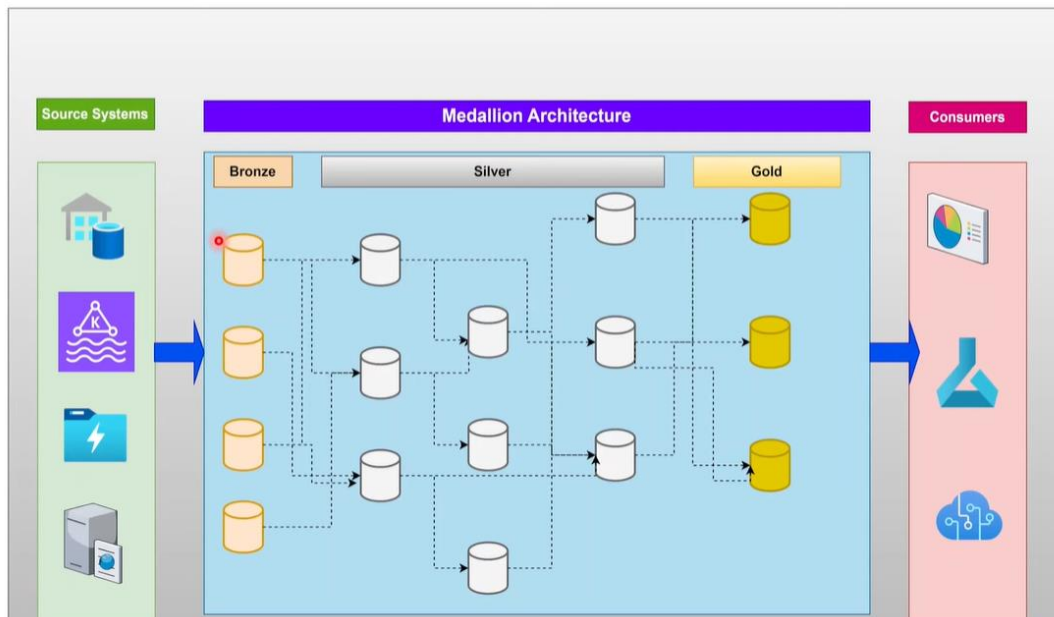 Source Systems
Medallion Architecture
Consumers
Bronze
Silver
Gold
K